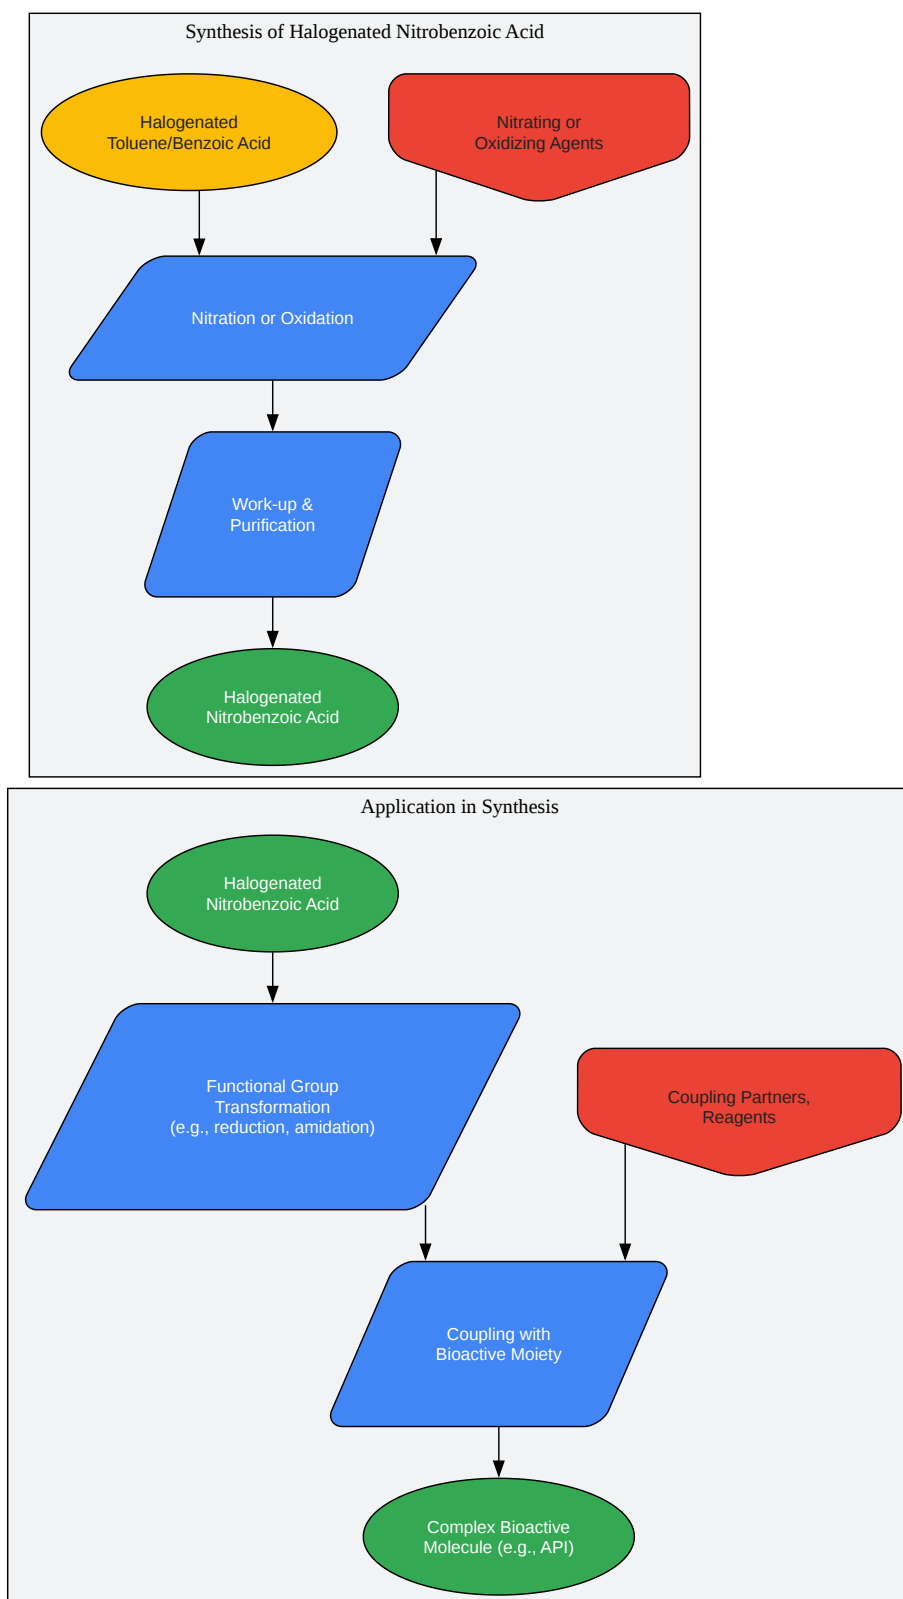 Synthesis of Halogenated Nitrobenzoic Acid
Halogenated
Toluene/Benzoic Acid
Nitrating or
Oxidizing Agents
Nitration or Oxidation
Work-up &
Purification
Halogenated
Nitrobenzoic Acid
Application in Synthesis
Halogenated
Nitrobenzoic Acid
Functional Group
Transformation
(e.g., reduction, amidation)
Coupling Partners,
Reagents
Coupling with
Bioactive Moiety
Complex Bioactive
Molecule (e.g., API)